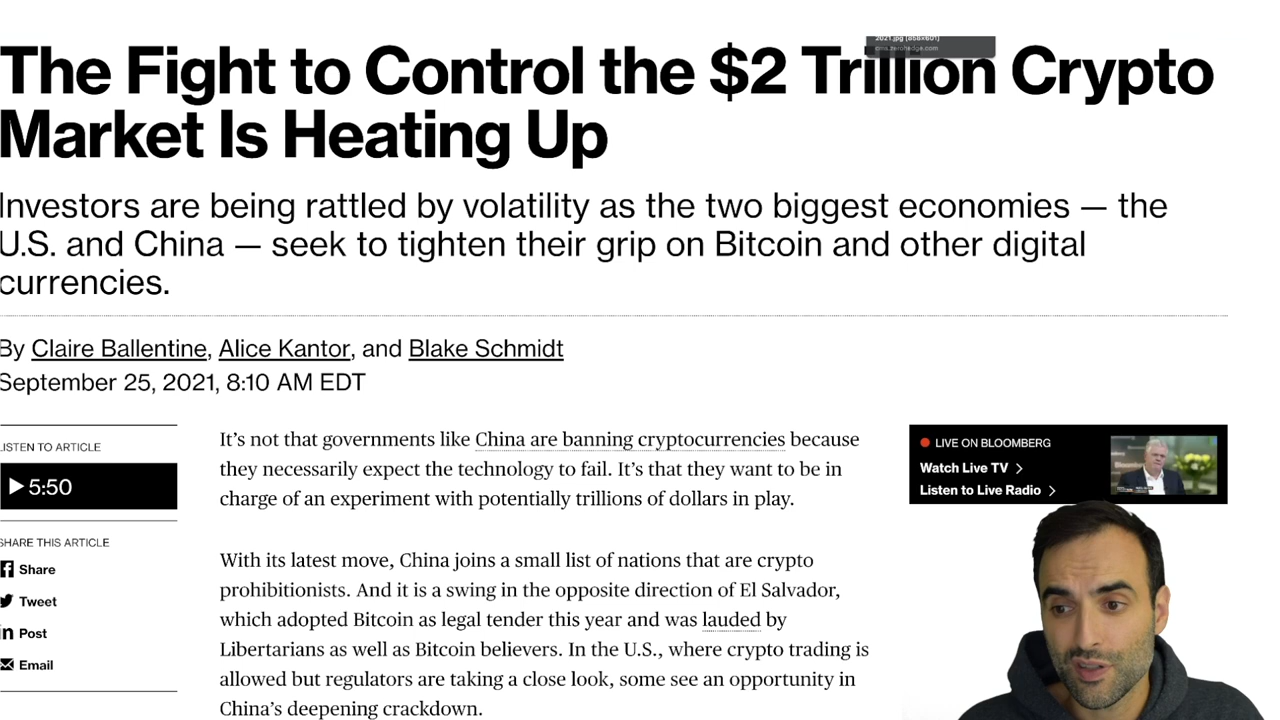 2021.jpg (858×601)
cms.zerohedge.com
The Fight to Control the $2 Trillion Crypto
Market Is Heating Up
Investors are being rattled by volatility as the two biggest economies — the
U.S. and China — seek to tighten their grip on Bitcoin and other digital
currencies.
By Claire Ballentine, Alice Kantor, and Blake Schmidt
September 25, 2021, 8:10 AM EDT
LISTEN TO ARTICLE
5:50
SHARE THIS ARTICLE
Share
Tweet
in Post
Email
It’s not that governments like China are banning cryptocurrencies because
they necessarily expect the technology to fail. It’s that they want to be in
charge of an experiment with potentially trillions of dollars in play.
With its latest move, China joins a small list of nations that are crypto
prohibitionists. And it is a swing in the opposite direction of El Salvador,
which adopted Bitcoin as legal tender this year and was lauded by
Libertarians as well as Bitcoin believers. In the U.S., where crypto trading is
allowed but regulators are taking a close look, some see an opportunity in
China’s deepening crackdown.
LIVE ON BLOOMBERG
Watch Live TV
Listen to Live Radio